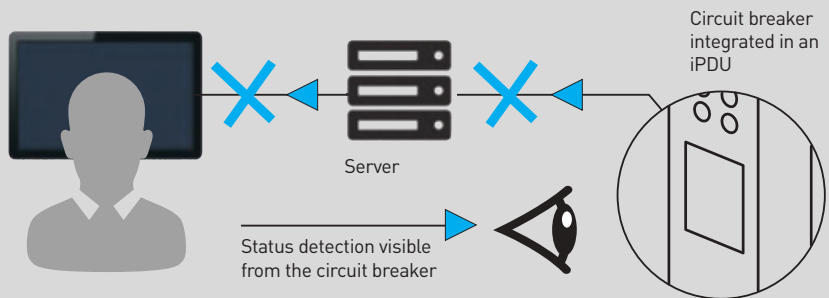 Circuit breaker
integrated in an
iPDU
Server
Status detection visible
from the circuit breaker